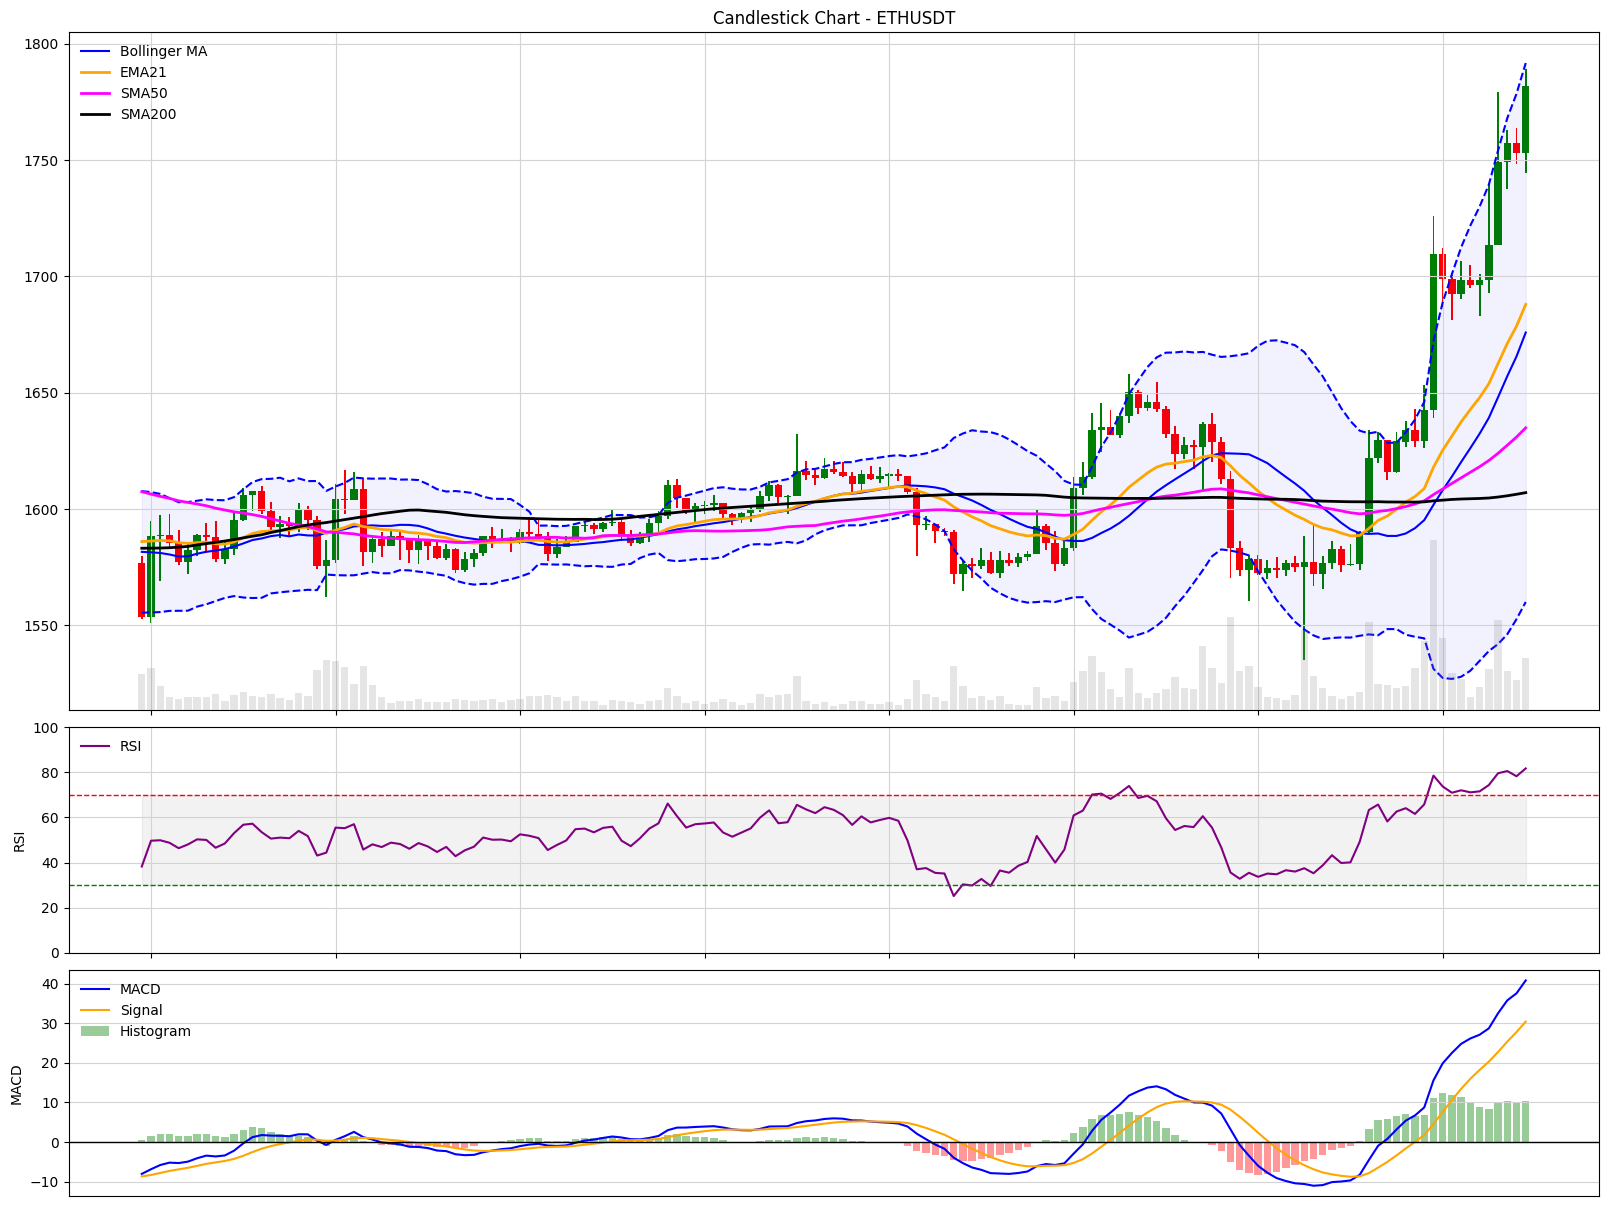 Candlestick Chart - ETHUSDT
Bollinger MA
EMA21
SMA50
SMA200
1800
1750
1700
1650
1600
1550
RSI
RSI
100
80
60
40
20
0
MACD
Signal
Histogram
MACD
40
30
20
10
0
−10